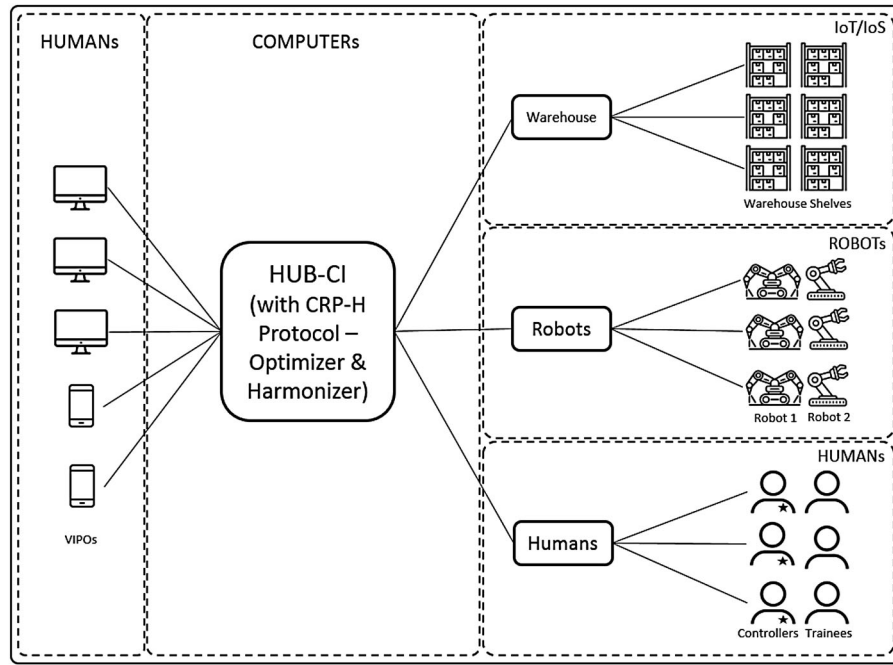 HUMANs
COMPUTERs
IoT/IoS
Warehouse
Warehouse Shelves
HUB-CI
(with CRP-H
Protocol –
Optimizer &
Harmonizer)
ROBOTs
Robots
Robot 1 Robot 2
HUMANs
Humans
Controllers Trainees
VIPOs